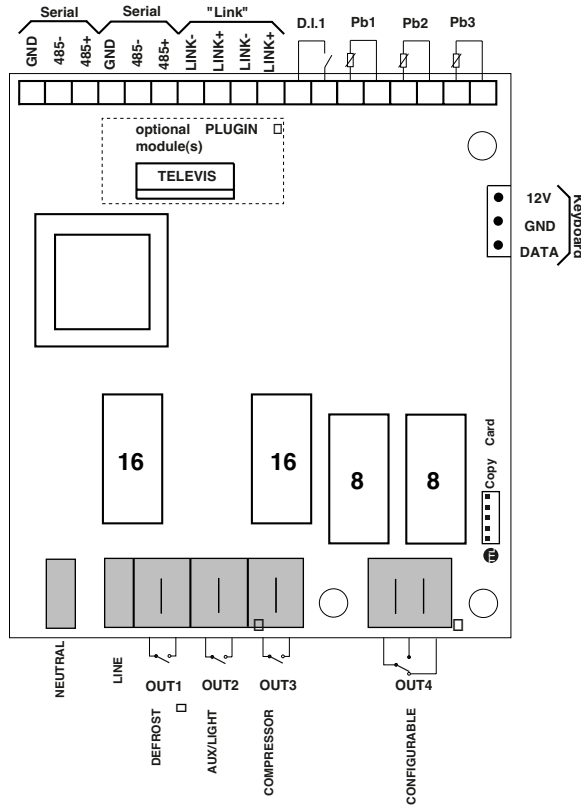 Serial Serial "Link"
GND 485- 485+ GND 485- 485+ LINK- LINK+ LINK- LINK+ D.I.1 Pb1 Pb2 Pb3
optional PLUGIN
module(s)
TELEVIS
12V
GND
DATA
Keyboard
16 16 8 8
Copy Card
NEUTRAL
LINE
OUT1 OUT2 OUT3 OUT4
DEFROST
AUX/LIGHT
COMPRESSOR
CONFIGURABLE